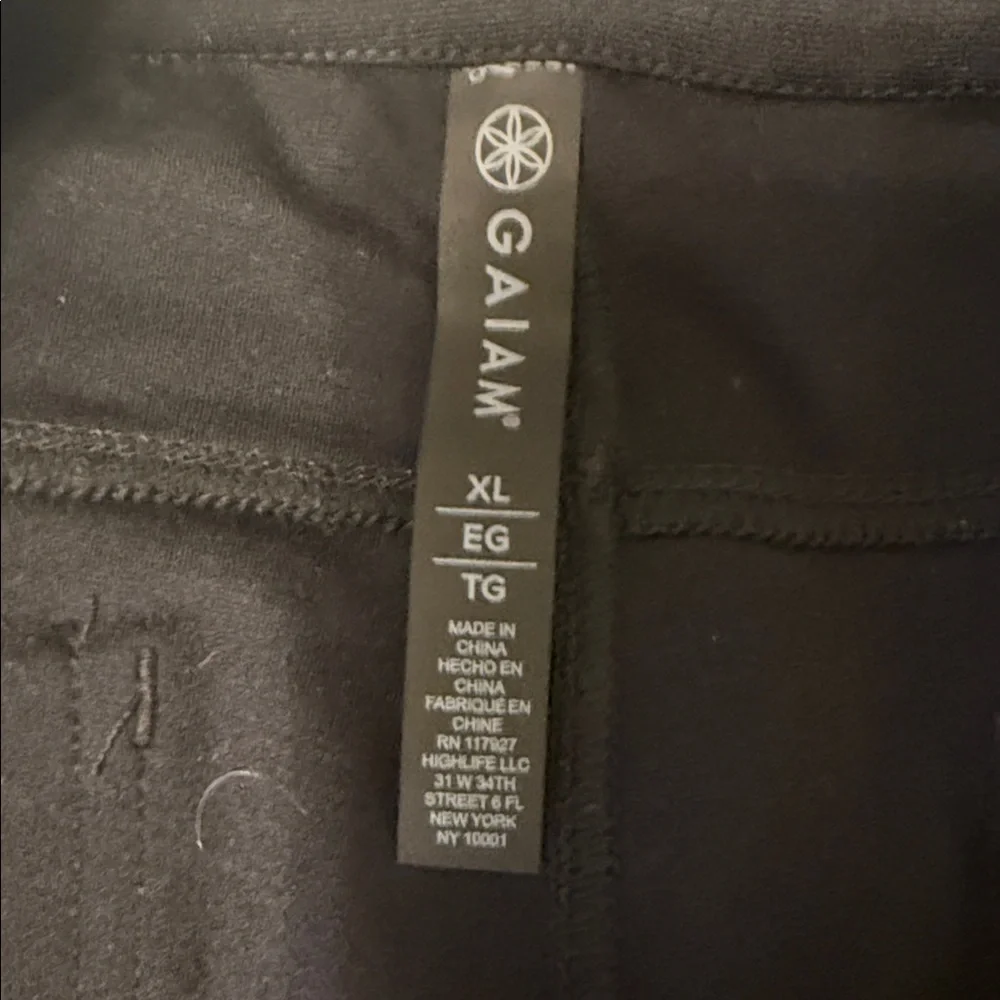 GAIAM®
XL
EG
TG
MADE IN
CHINA
HECHO EN
CHINA
FABRIQUÉ EN
CHINE
RN 117927
HIGHLIFE LLC
31 W 34TH
STREET 6 FL
NEW YORK
NY 10001